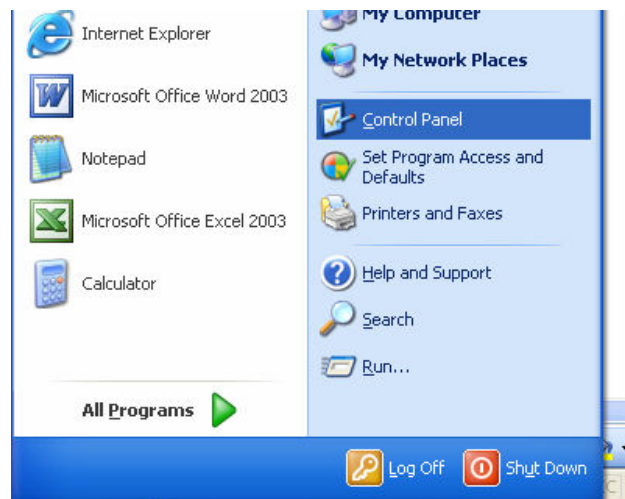 Internet Explorer
Microsoft Office Word 2003
Notepad
Microsoft Office Excel 2003
Calculator
All Programs
My Computer
My Network Places
Control Panel
Set Program Access and
Defaults
Printers and Faxes
Help and Support
Search
Run...
Log Off
Shut Down